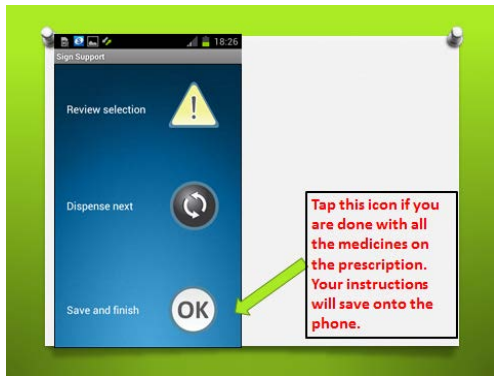 18:26
Sign Support
Review selection
!
Dispense next
Save and finish
OK
Tap this icon if you
are done with all
the medicines on
the prescription.
Your instructions
will save onto the
phone.